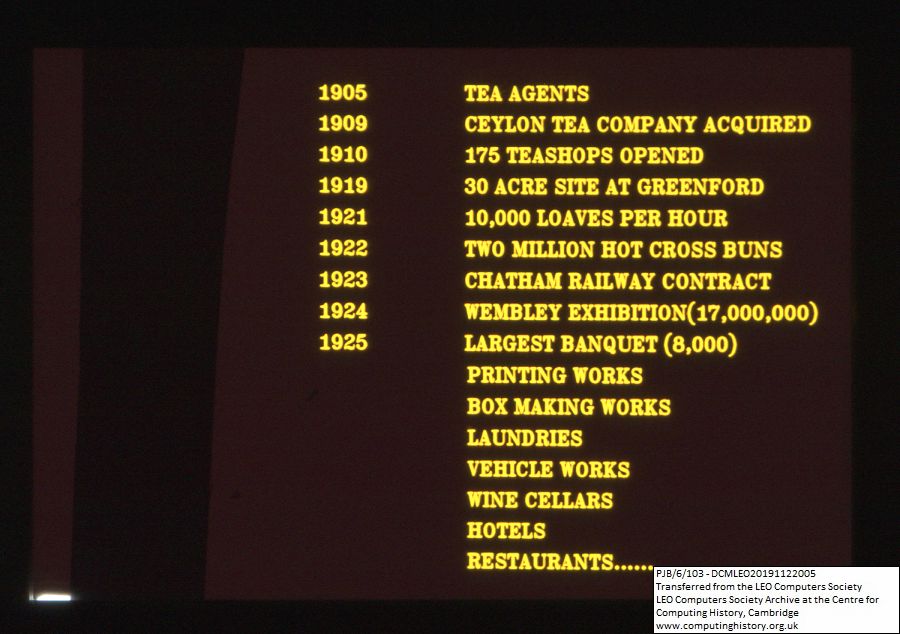 1905 TEA AGENTS
1909 CEYLON TEA COMPANY ACQUIRED
1910 175 TEASHOPS OPENED
1919 30 ACRE SITE AT GREENFORD
1921 10,000 LOAVES PER HOUR
1922 TWO MILLION HOT CROSS BUNS
1923 CHATHAM RAILWAY CONTRACT
1924 WEMBLEY EXHIBITION(17,000,000)
1925 LARGEST BANQUET (8,000)
PRINTING WORKS
BOX MAKING WORKS
LAUNDRIES
VEHICLE WORKS
WINE CELLARS
HOTELS
RESTAURANTS......
PJB/6/103 - DCMLEO20191122005
Transferred from the LEO Computers Society
LEO Computers Society Archive at the Centre for
Computing History, Cambridge
www.computinghistory.org.uk